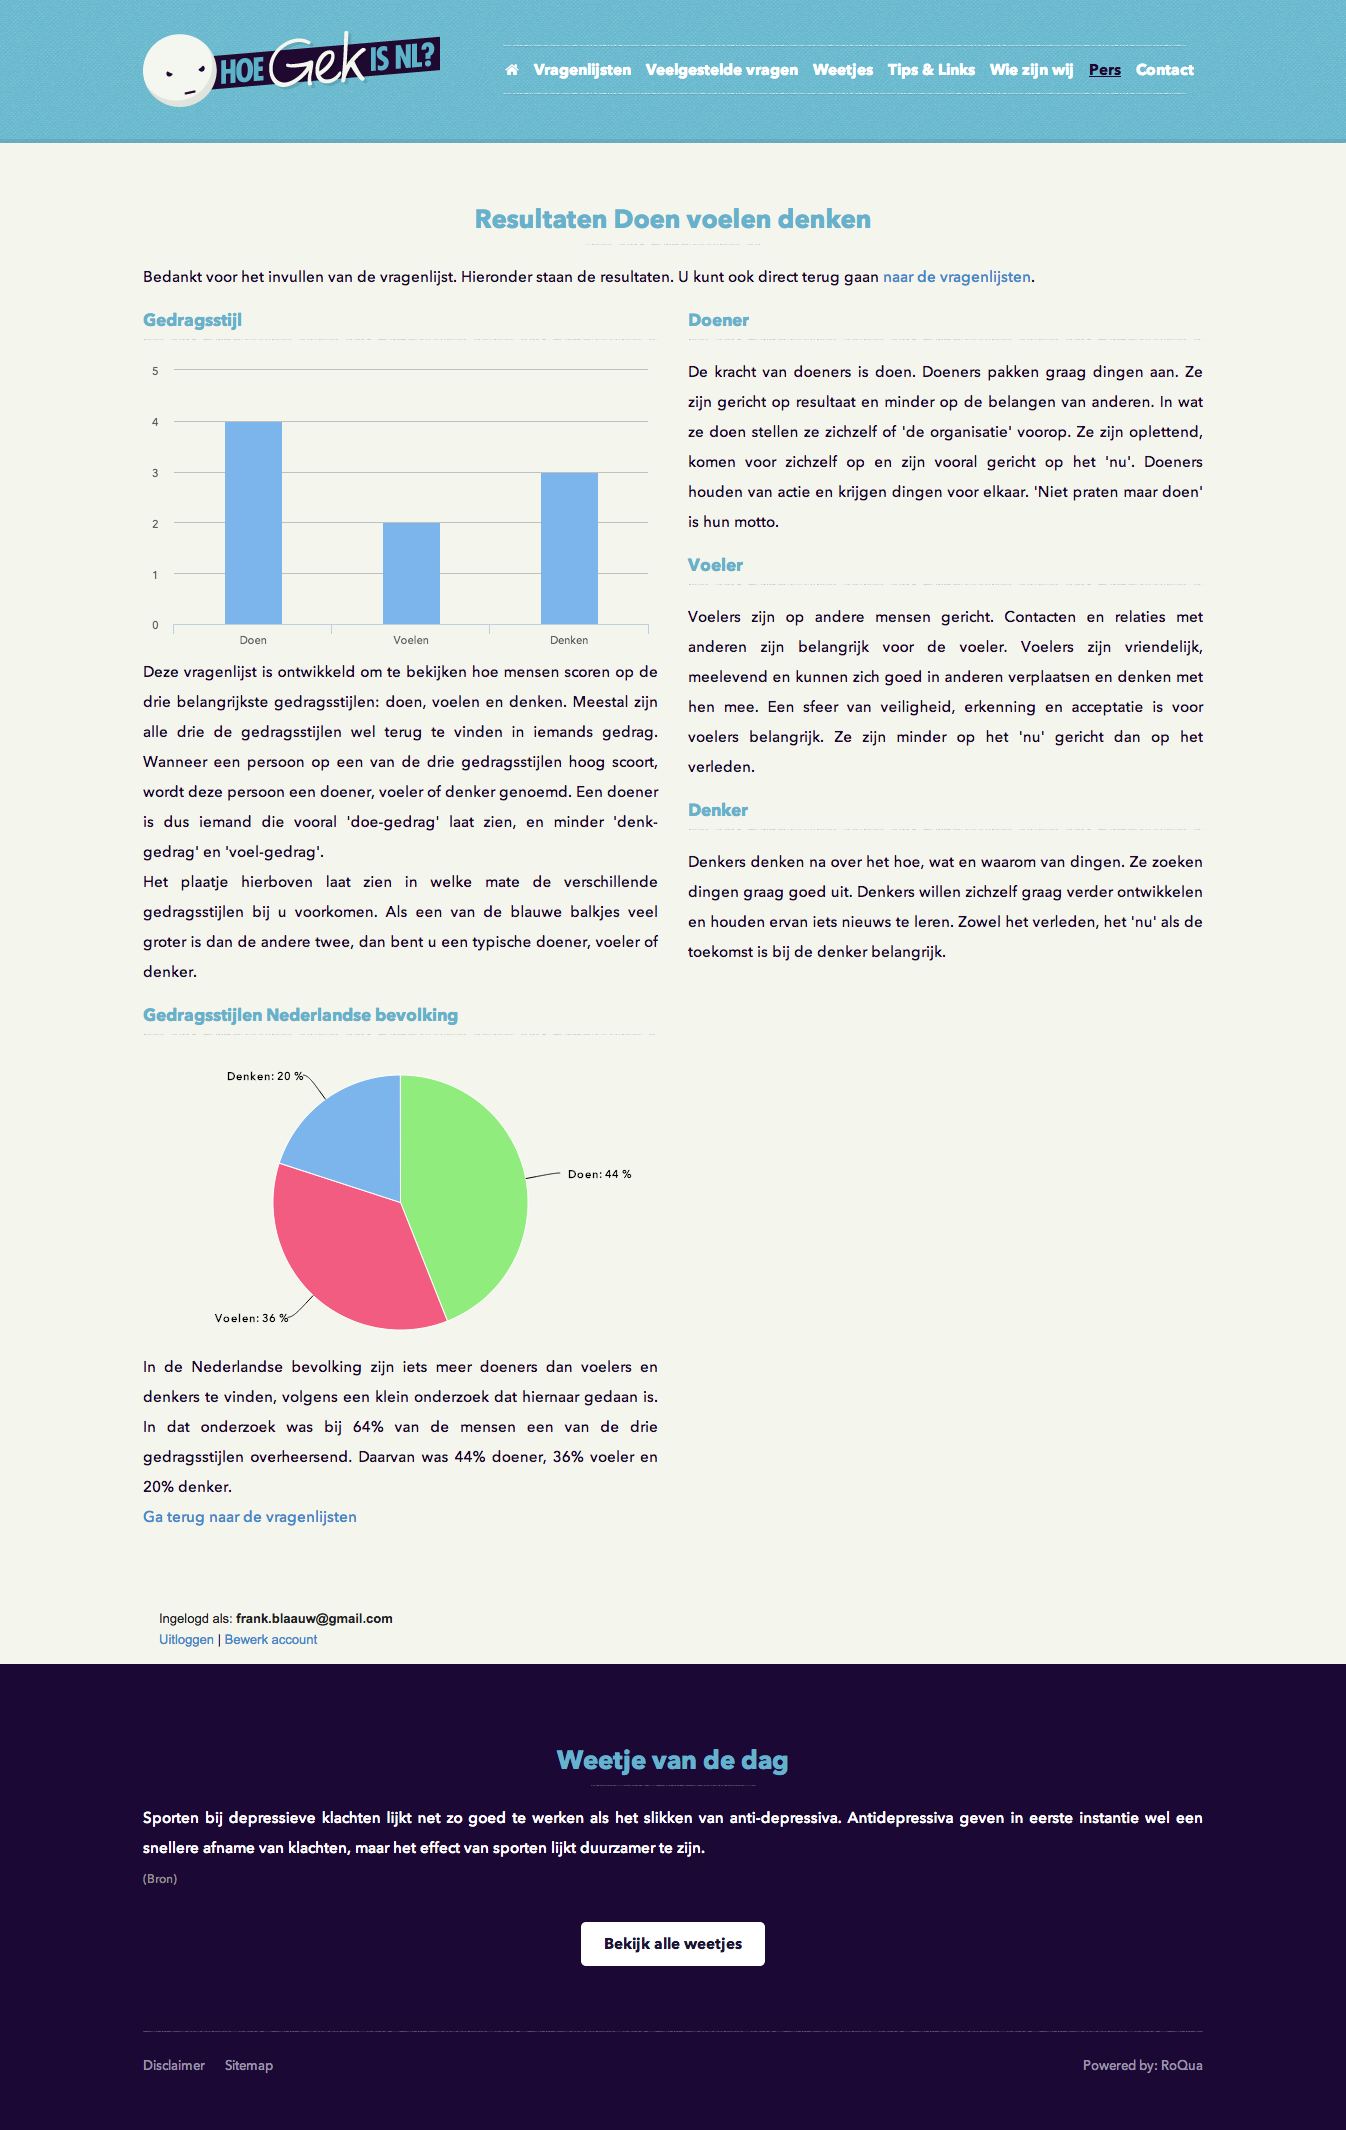 HOE Gek IS NL?
Vragenlijsten Veelgestelde vragen Weetjes Tips & Links Wie zijn wij Pers Contact
Resultaten Doen voelen denken
Bedankt voor het invullen van de vragenlijst. Hieronder staan de resultaten. U kunt ook direct terug gaan naar de vragenlijsten.
Gedragsstijl
5
4
3
2
1
0
Doen Voelen Denken
Deze vragenlijst is ontwikkeld om te bekijken hoe mensen scoren op de
drie belangrijkste gedragsstijlen: doen, voelen en denken. Meestal zijn
alle drie de gedragsstijlen wel terug te vinden in iemands gedrag.
Wanneer een persoon op een van de drie gedragsstijlen hoog scoort,
wordt deze persoon een doener, voeler of denker genoemd. Een doener
is dus iemand die vooral 'doe-gedrag' laat zien, en minder 'denk-
gedrag' en 'voel-gedrag'.
Het plaatje hierboven laat zien in welke mate de verschillende
gedragsstijlen bij u voorkomen. Als een van de blauwe balkjes veel
groter is dan de andere twee, dan bent u een typische doener, voeler of
denker.
Gedragsstijlen Nederlandse bevolking
Denken: 20 %
Doen: 44 %
Voelen: 36 %
In de Nederlandse bevolking zijn iets meer doeners dan voelers en
denkers te vinden, volgens een klein onderzoek dat hiernaar gedaan is.
In dat onderzoek was bij 64% van de mensen een van de drie
gedragsstijlen overheersend. Daarvan was 44% doener, 36% voeler en
20% denker.
Ga terug naar de vragenlijsten
Doener
De kracht van doeners is doen. Doeners pakken graag dingen aan. Ze
zijn gericht op resultaat en minder op de belangen van anderen. In wat
ze doen stellen ze zichzelf of 'de organisatie' voorop. Ze zijn oplettend,
komen voor zichzelf op en zijn vooral gericht op het 'nu'. Doeners
houden van actie en krijgen dingen voor elkaar. 'Niet praten maar doen'
is hun motto.
Voeler
Voelers zijn op andere mensen gericht. Contacten en relaties met
anderen zijn belangrijk voor de voeler. Voelers zijn vriendelijk,
meelevend en kunnen zich goed in anderen verplaatsen en denken met
hen mee. Een sfeer van veiligheid, erkenning en acceptatie is voor
voelers belangrijk. Ze zijn minder op het 'nu' gericht dan op het
verleden.
Denker
Denkers denken na over het hoe, wat en waarom van dingen. Ze zoeken
dingen graag goed uit. Denkers willen zichzelf graag verder ontwikkelen
en houden ervan iets nieuws te leren. Zowel het verleden, het 'nu' als de
toekomst is bij de denker belangrijk.
Ingelogd als: frank.blaauw@gmail.com
Uitloggen | Bewerk account
Weetje van de dag
Sporten bij depressieve klachten lijkt net zo goed te werken als het slikken van anti-depressiva. Antidepressiva geven in eerste instantie wel een
snellere afname van klachten, maar het effect van sporten lijkt duurzamer te zijn.
(Bron)
Bekijk alle weetjes
Disclaimer Sitemap
Powered by: RoQua